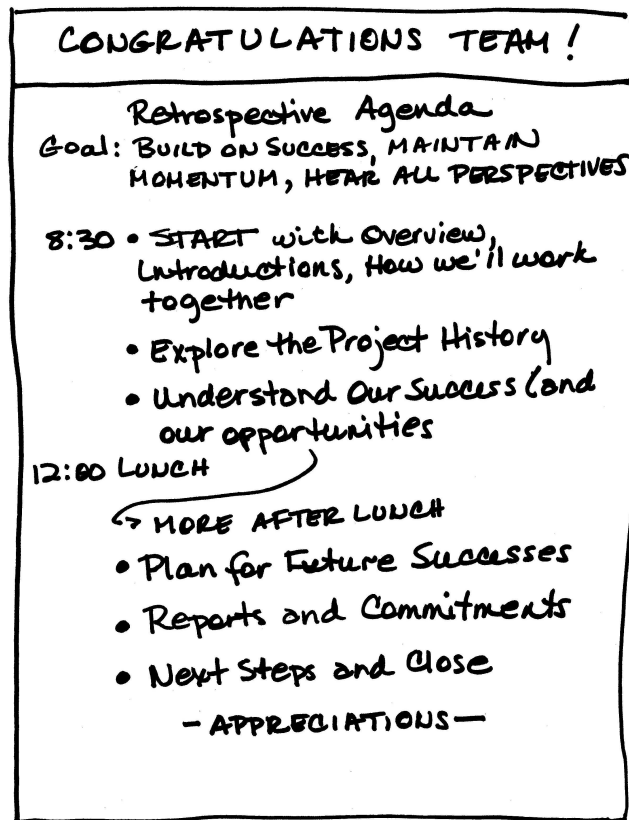 CONGRATULATIONS TEAM!
Retrospective Agenda
Goal: BUILD ON SUCCESS, MAINTAIN
MOMENTUM, HEAR ALL PERSPECTIVES
8:30 • START with Overview,
Introductions, How we'll work
together
• Explore the Project History
• Understand Our Success (and
our opportunities
12:00 LUNCH
↪ MORE AFTER LUNCH
• Plan for Future Successes
• Reports and Commitments
• Next Steps and Close
- APPRECIATIONS -